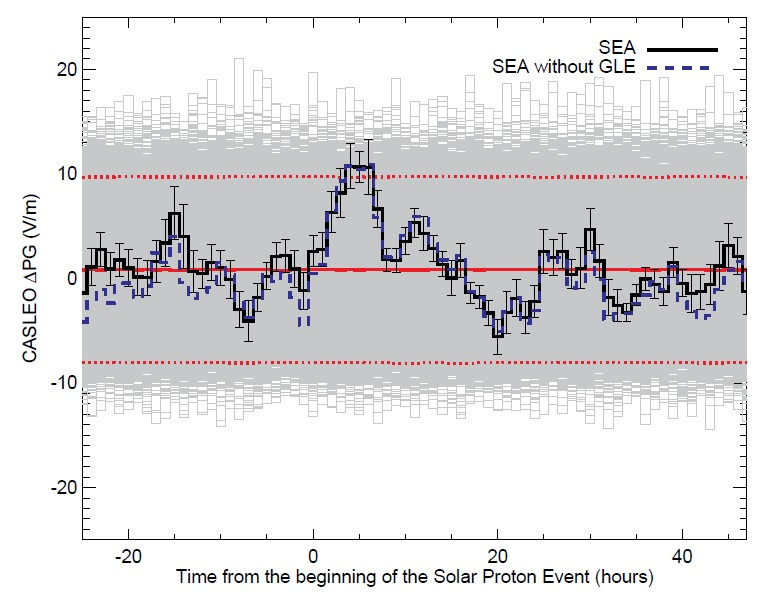 SEA
SEA without GLE
20
10
0
-10
-20
CASLEO ΔPG (V/m)
-20 0 20 40
Time from the beginning of the Solar Proton Event (hours)